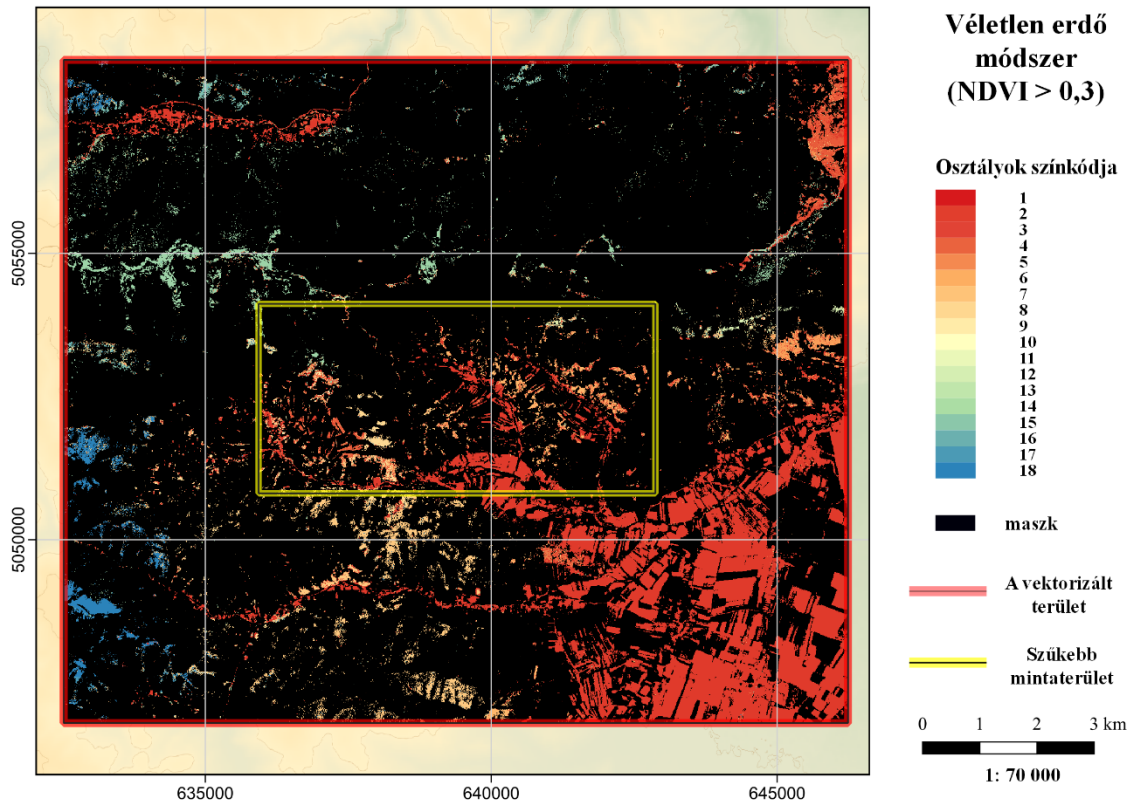 Véletlen erdő
módszer
(NDVI > 0,3)
Osztályok színkódja
1
2
3
4
5
6
7
8
9
10
11
12
13
14
15
16
17
18
maszk
A vektorizált
terület
Szűkebb
mintaterület
0 1 2 3 km
1: 70 000
5055000
5050000
635000 640000 645000